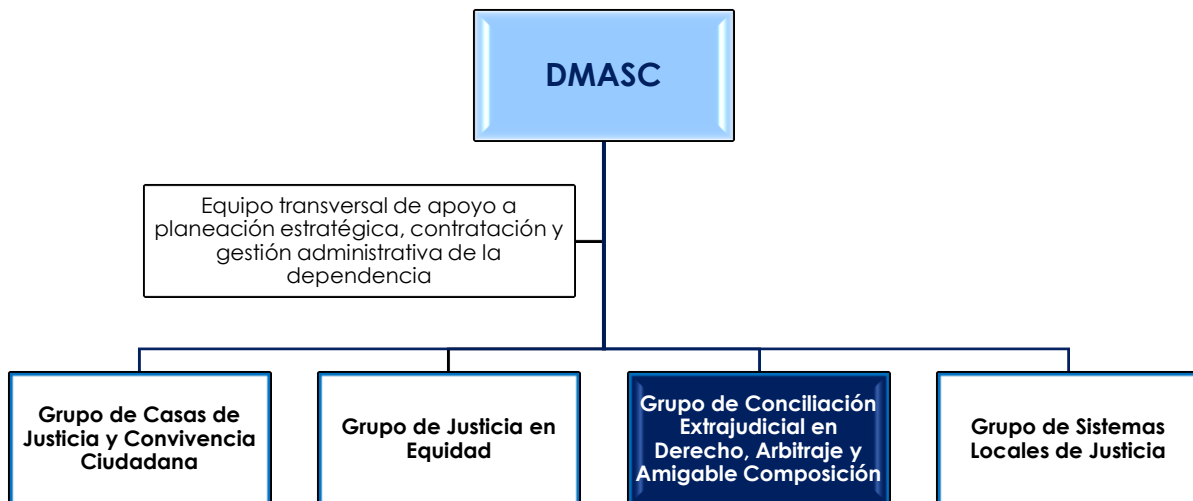 DMASC
Equipo transversal de apoyo a
planeación estratégica, contratación y
gestión administrativa de la
dependencia
Grupo de Casas de
Justicia y Convivencia
Ciudadana
Grupo de Justicia en
Equidad
Grupo de Conciliación
Extrajudicial en
Derecho, Arbitraje y
Amigable Composición
Grupo de Sistemas
Locales de Justicia